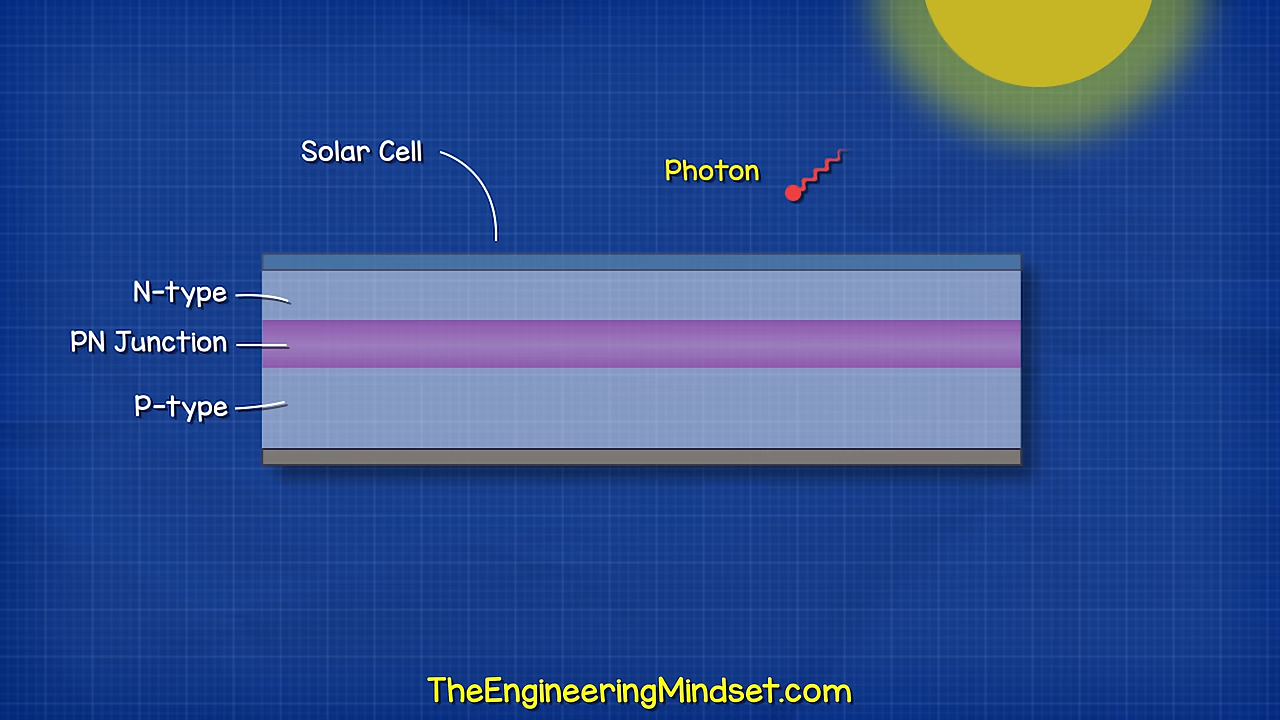 Solar Cell
Photon
N-type
PN Junction
P-type
TheEngineeringMindset.com